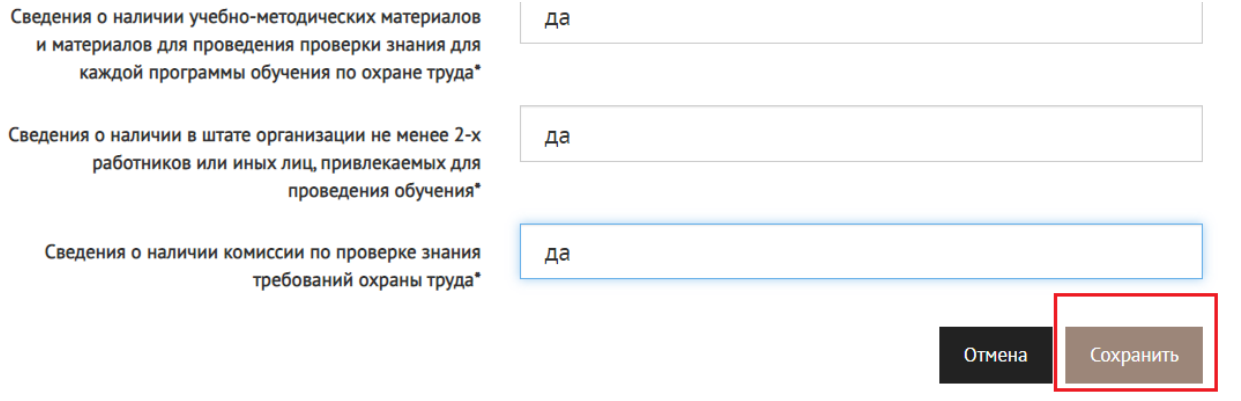 Сведения о наличии учебно-методических материалов
и материалов для проведения проверки знания для
каждой программы обучения по охране труда*
да
Сведения о наличии в штате организации не менее 2-х
работников или иных лиц, привлекаемых для
проведения обучения*
да
Сведения о наличии комиссии по проверке знания
требований охраны труда*
да
Отмена
Сохранить